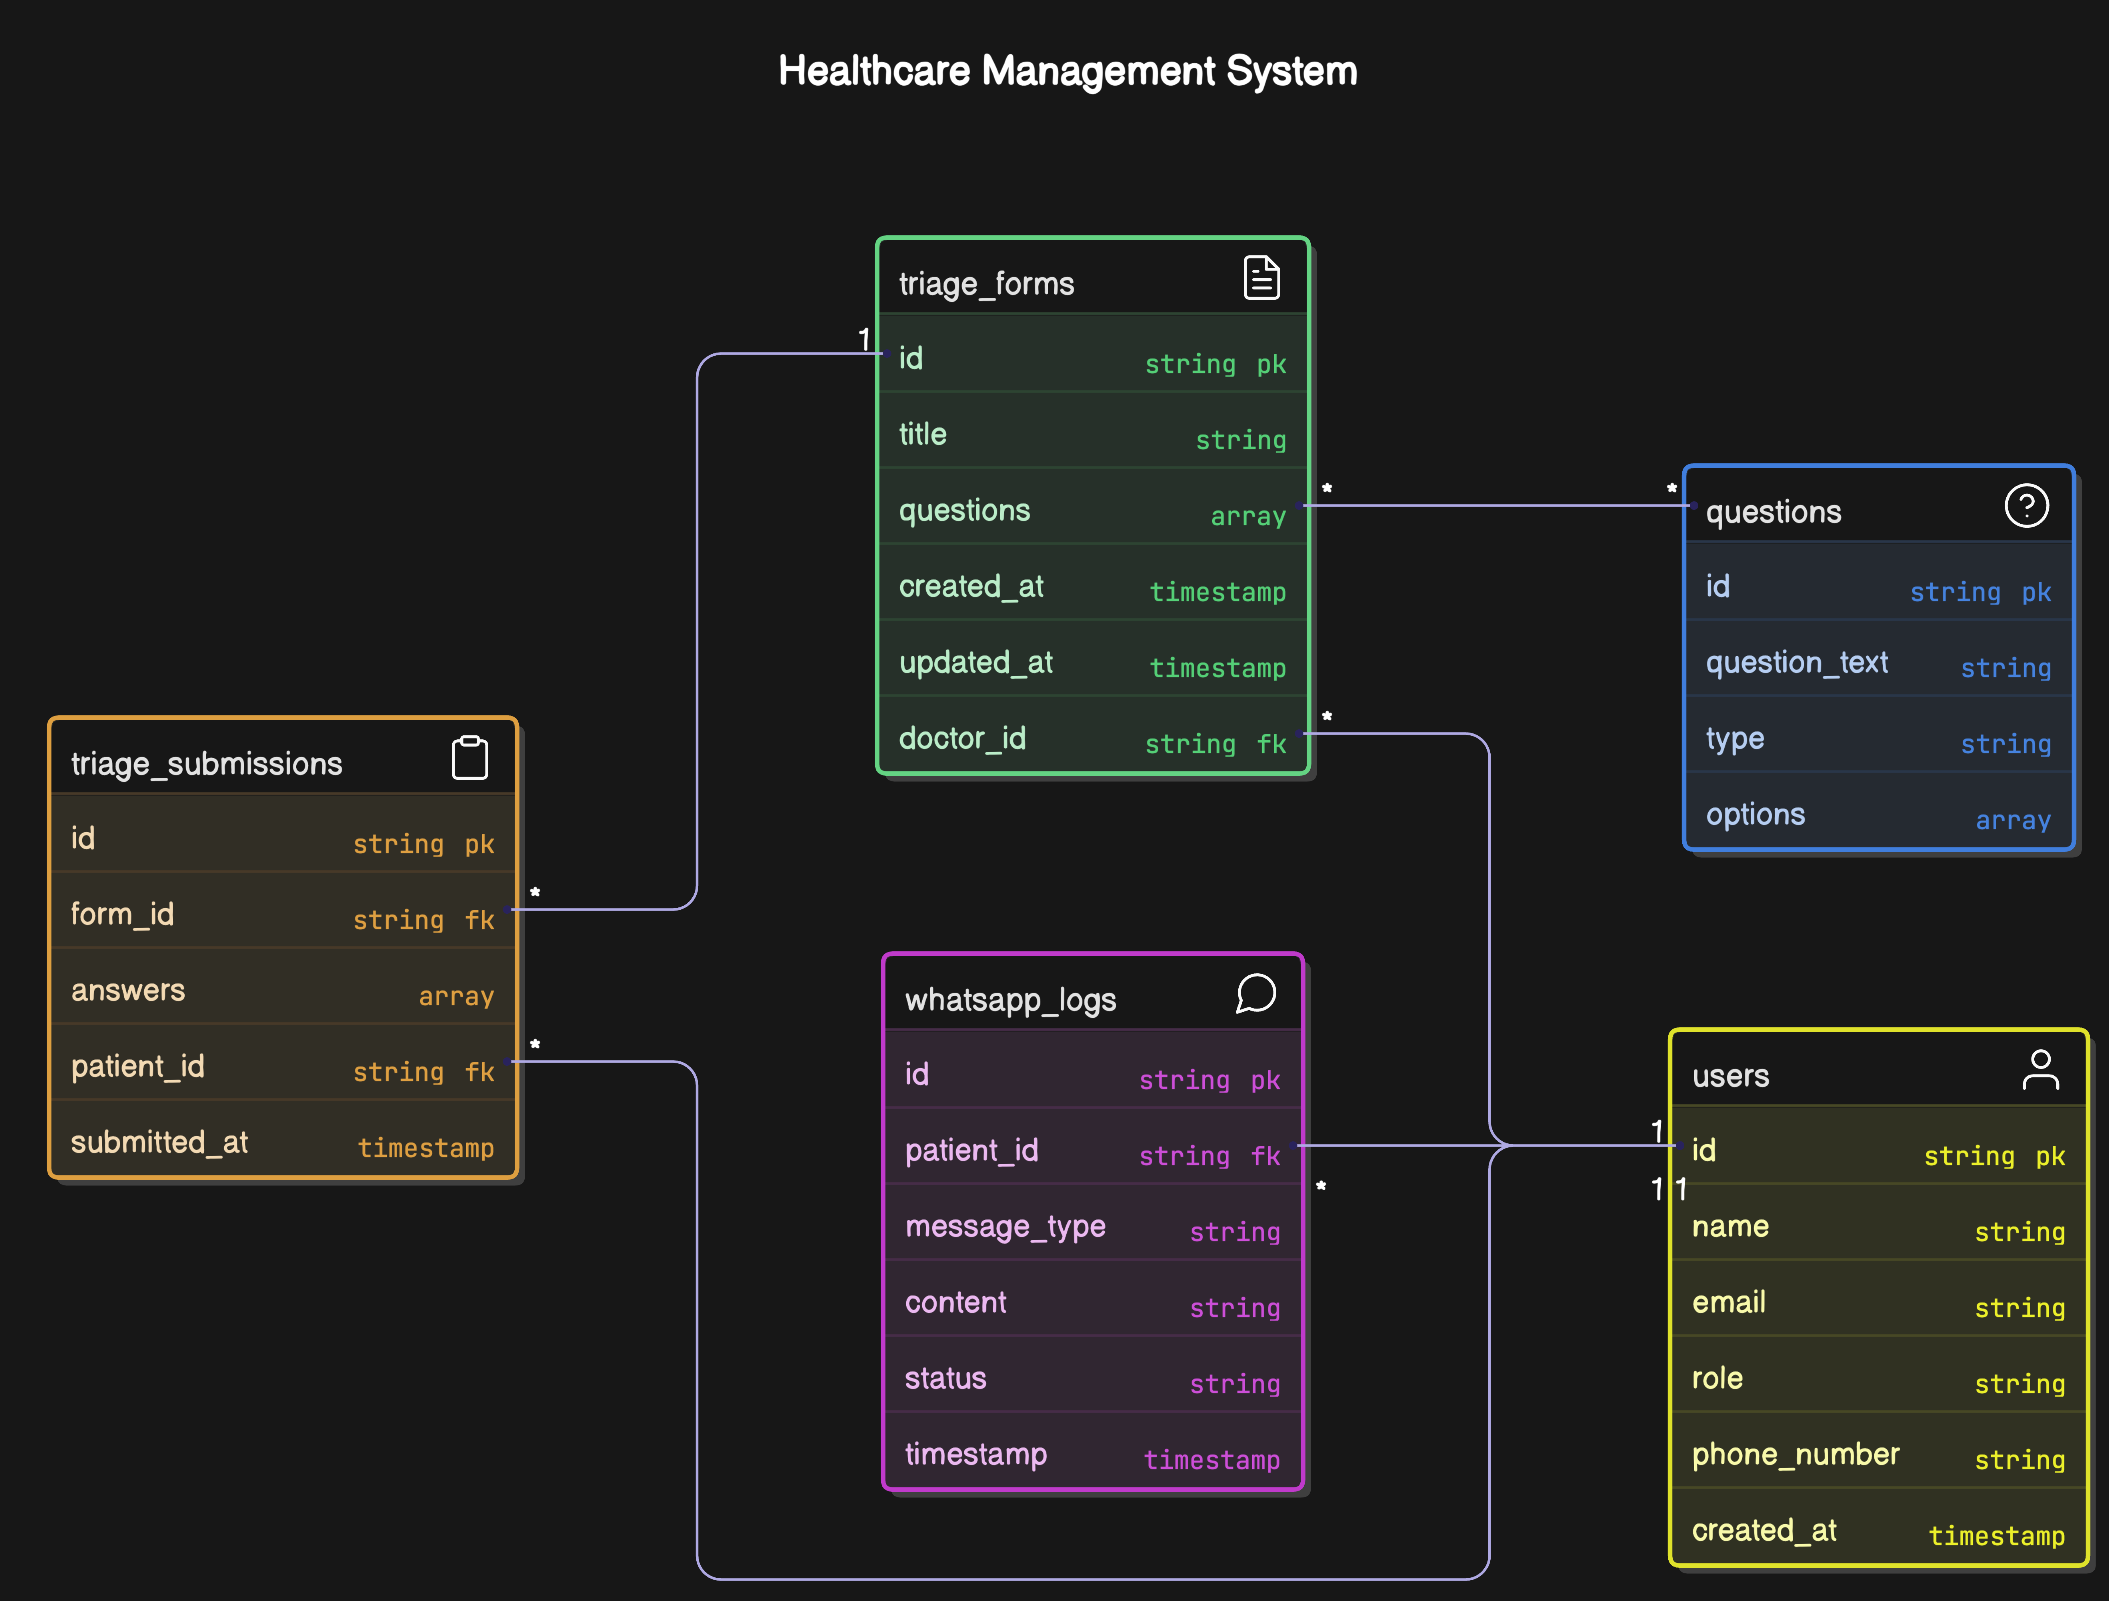 Healthcare Management System
triage_forms
1
id string pk
title string
questions array
* *
created_at timestamp
updated_at timestamp
doctor_id string fk
*
questions
?
id string pk
question_text string
type string
options array
triage_submissions
id string pk
form_id string fk
*
answers array
patient_id string fk
*
submitted_at timestamp
whatsapp_logs
id string pk
patient_id string fk
*
message_type string
content string
status string
timestamp timestamp
users
1
id string pk
1 1
name string
email string
role string
phone_number string
created_at timestamp